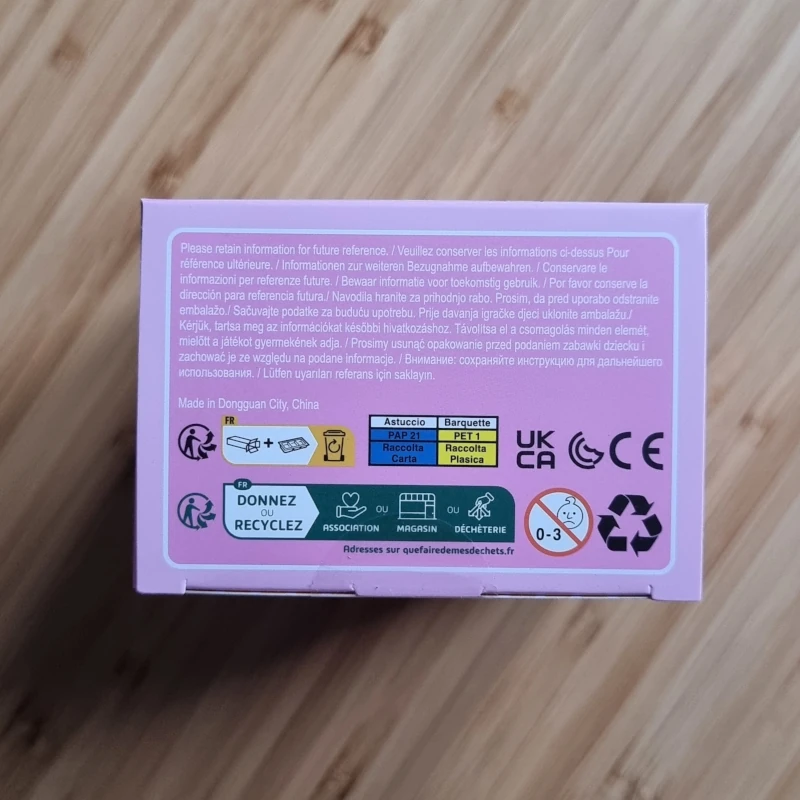 Please retain information for future reference. / Veuillez conserver les informations ci-dessus Pour
référence ultérieure. / Informationen zur weiteren Bezugnahme aufbewahren. / Conservare le
informazioni per referenze future. / Bewaar informatie voor toekomstig gebruik. / Por favor conserve la
dirección para referencia futura./ Navodila hranite za prihodnjo rabo. Prosim, da pred uporabo odstranite
embalažo./ Sačuvajte podatke za buduću upotrebu. Prije davanja igračke djeci uklonite ambalažu./
Kérjük, tartsa meg az információkat későbbi hivatkozáshoz. Távolítsa el a csomagolás minden elemét,
mielőtt a játékot gyermekének adja. / Prosimy usunąć opakowanie przed podaniem zabawki dziecku i
zachować je ze względu na podane informacje. / Внимание: сохраняйте инструкцию для дальнейшего
использования. / Lütfen uyarıları referans için saklayın.
Made in Dongguan City, China
FR
Astuccio Barquette
PAP 21 PET 1
Raccolta Carta Raccolta Plasica
UK CA
CE
FR
DONNEZ
OU
RECYCLEZ
ASSOCIATION OU MAGASIN OU DÉCHÈTERIE
Adresses sur quefairedemesdechets.fr
0-3